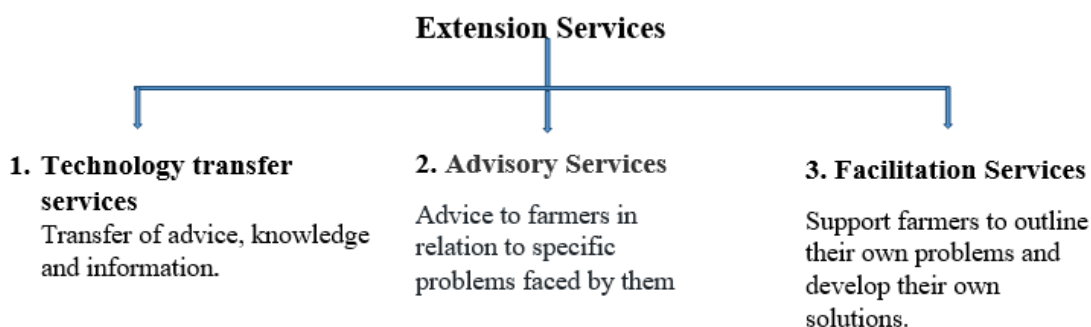 Extension Services
1. Technology transfer
services
Transfer of advice, knowledge
and information.
2. Advisory Services
Advice to farmers in
relation to specific
problems faced by them
3. Facilitation Services
Support farmers to outline
their own problems and
develop their own
solutions.